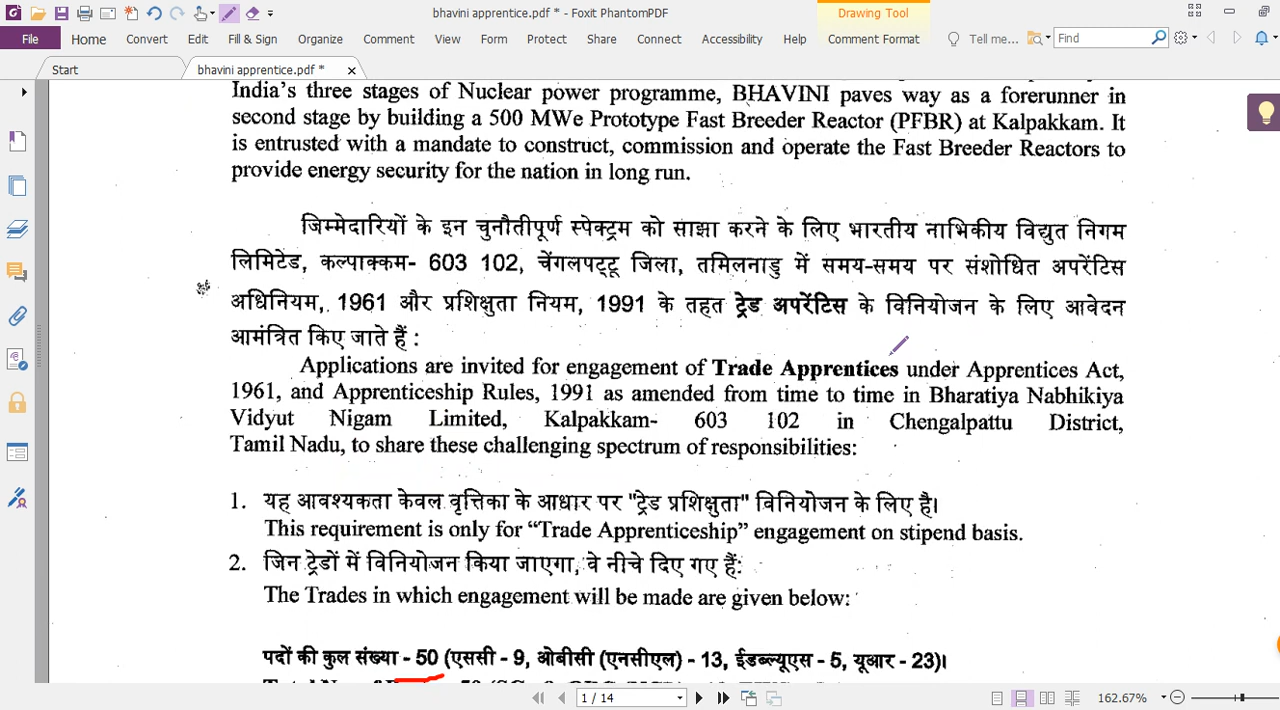 bhavini apprentice.pdf * - Foxit PhantomPDF
Drawing Tool
File Home Convert Edit Fill & Sign Organize Comment View Form Protect Share Connect Accessibility Help Comment Format Tell me... Find
Start bhavini apprentice.pdf *
India's three stages of Nuclear power programme, BHAVINI paves way as a forerunner in
second stage by building a 500 MWe Prototype Fast Breeder Reactor (PFBR) at Kalpakkam. It
is entrusted with a mandate to construct, commission and operate the Fast Breeder Reactors to
provide energy security for the nation in long run.
जिम्मेदारियों के इन चुनौतीपूर्ण स्पेक्ट्रम को साझा करने के लिए भारतीय नाभिकीय विद्युत निगम
लिमिटेड, कल्पाक्कम- 603 102, चेंगलपट्टू जिला, तमिलनाडु में समय-समय पर संशोधित अपरेंटिस
अधिनियम, 1961 और प्रशिक्षुता नियम, 1991 के तहत ट्रेड अपरेंटिस के विनियोजन के लिए आवेदन
आमंत्रित किए जाते हैं :
Applications are invited for engagement of Trade Apprentices under Apprentices Act,
1961, and Apprenticeship Rules, 1991 as amended from time to time in Bharatiya Nabhikiya
Vidyut Nigam Limited, Kalpakkam- 603 102 in Chengalpattu District,
Tamil Nadu, to share these challenging spectrum of responsibilities:
1. यह आवश्यकता केवल वृत्तिका के आधार पर "ट्रेड प्रशिक्षुता" विनियोजन के लिए है।
This requirement is only for “Trade Apprenticeship” engagement on stipend basis.
2. जिन ट्रेडों में विनियोजन किया जाएगा, वे नीचे दिए गए हैं:
The Trades in which engagement will be made are given below:
पदों की कुल संख्या - 50 (एससी - 9, ओबीसी (एनसीएल) - 13, ईडब्ल्यूएस - 5, यूआर - 23)।
1 / 14
162.67%